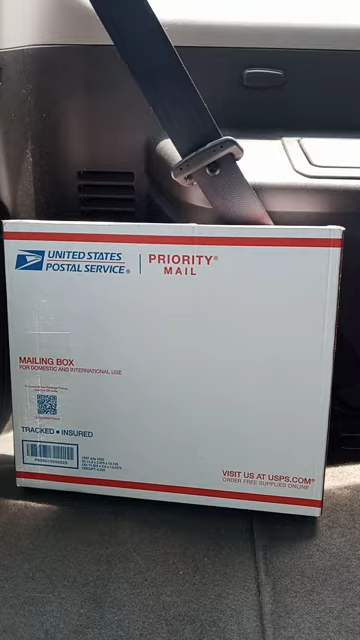 UNITED STATES
POSTAL SERVICE®
PRIORITY®
MAIL
MAILING BOX
FOR DOMESTIC AND INTERNATIONAL USE
TRACKED ■ INSURED
VISIT US AT USPS.COM®
ORDER FREE SUPPLIES ONLINE